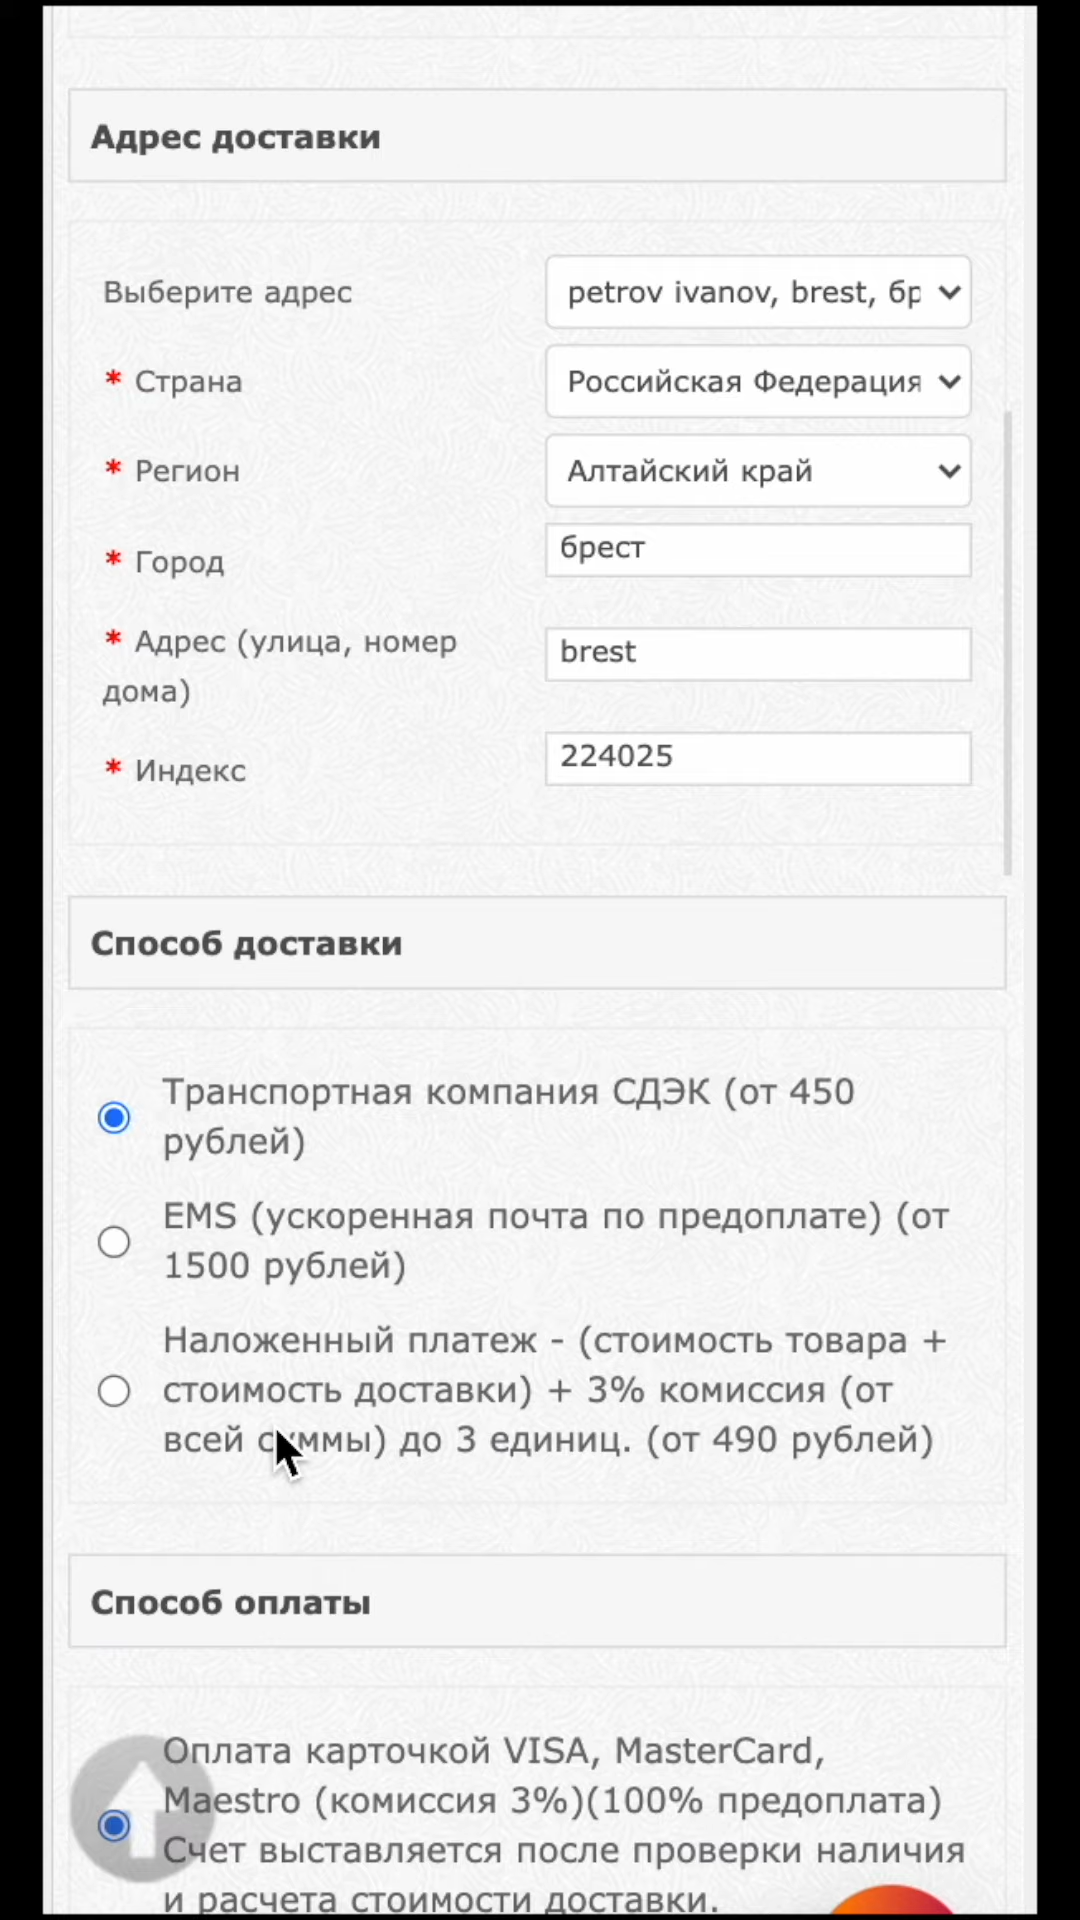 Адрес доставки
Выберите адрес
petrov ivanov, brest, бр
* Страна
Российская Федерация
* Регион
Алтайский край
* Город
брест
* Адрес (улица, номер
дома)
brest
* Индекс
224025
Способ доставки
Транспортная компания СДЭК (от 450
рублей)
EMS (ускоренная почта по предоплате) (от
1500 рублей)
Наложенный платеж - (стоимость товара +
стоимость доставки) + 3% комиссия (от
всей суммы) до 3 единиц. (от 490 рублей)
Способ оплаты
Оплата карточкой VISA, MasterCard,
Maestro (комиссия 3%)(100% предоплата)
Счет выставляется после проверки наличия
и расчета стоимости доставки.